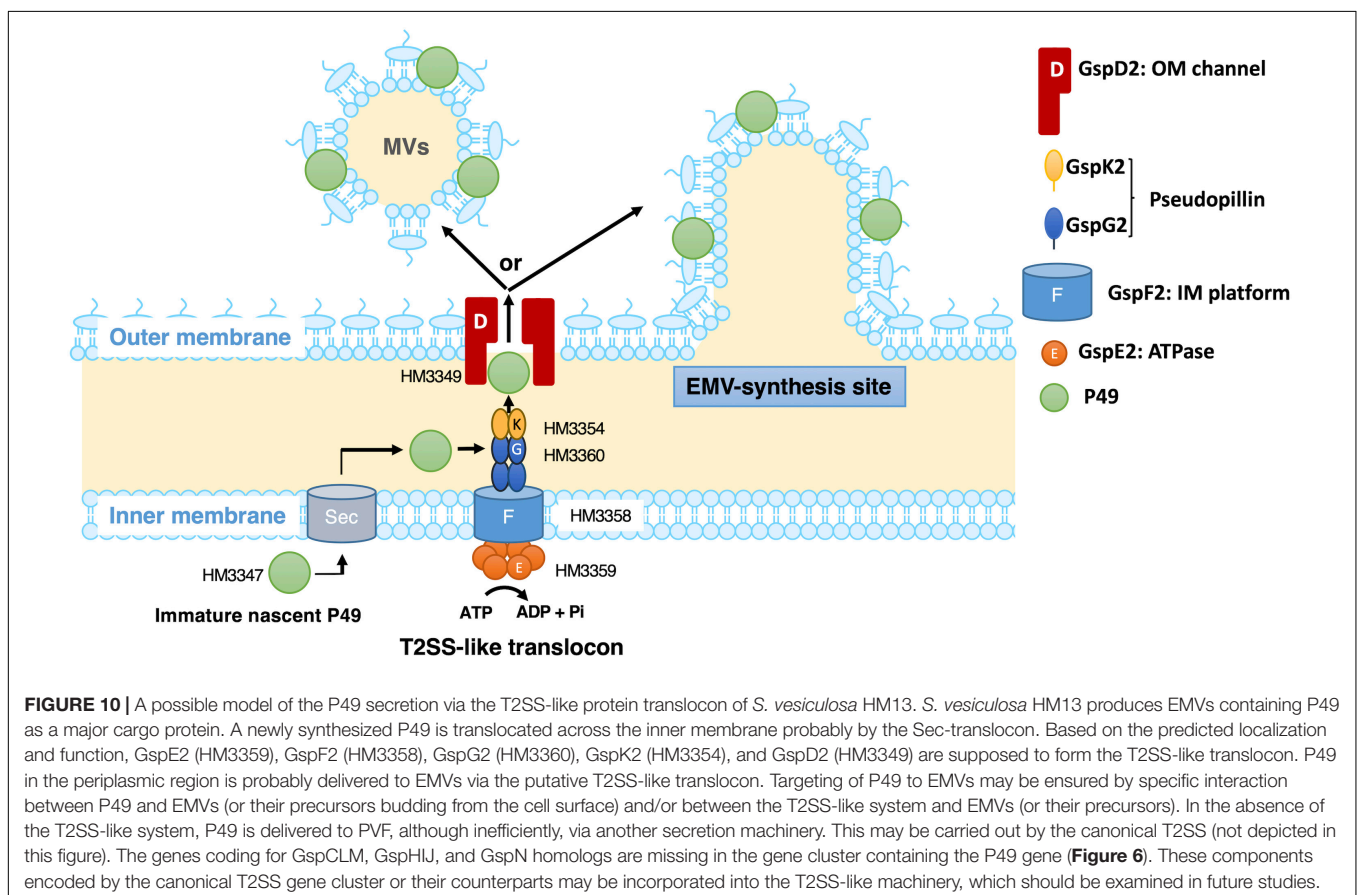 MVs
or
Outer membrane
D
HM3349
EMV-synthesis site
K
HM3354
G
HM3360
Inner membrane
Sec
F
HM3358
HM3347
E
HM3359
Immature nascent P49
ATP
ADP + Pi
T2SS-like translocon
D
GspD2: OM channel
GspK2
Pseudopillin
GspG2
F
GspF2: IM platform
E
GspE2: ATPase
P49
FIGURE 10 | A possible model of the P49 secretion via the T2SS-like protein translocon of S. vesiculosa HM13. S. vesiculosa HM13 produces EMVs containing P49
as a major cargo protein. A newly synthesized P49 is translocated across the inner membrane probably by the Sec-translocon. Based on the predicted localization
and function, GspE2 (HM3359), GspF2 (HM3358), GspG2 (HM3360), GspK2 (HM3354), and GspD2 (HM3349) are supposed to form the T2SS-like translocon. P49
in the periplasmic region is probably delivered to EMVs via the putative T2SS-like translocon. Targeting of P49 to EMVs may be ensured by specific interaction
between P49 and EMVs (or their precursors budding from the cell surface) and/or between the T2SS-like system and EMVs (or their precursors). In the absence of
the T2SS-like system, P49 is delivered to PVF, although inefficiently, via another secretion machinery. This may be carried out by the canonical T2SS (not depicted in
this figure). The genes coding for GspCLM, GspHIJ, and GspN homologs are missing in the gene cluster containing the P49 gene (Figure 6). These components
encoded by the canonical T2SS gene cluster or their counterparts may be incorporated into the T2SS-like machinery, which should be examined in future studies.